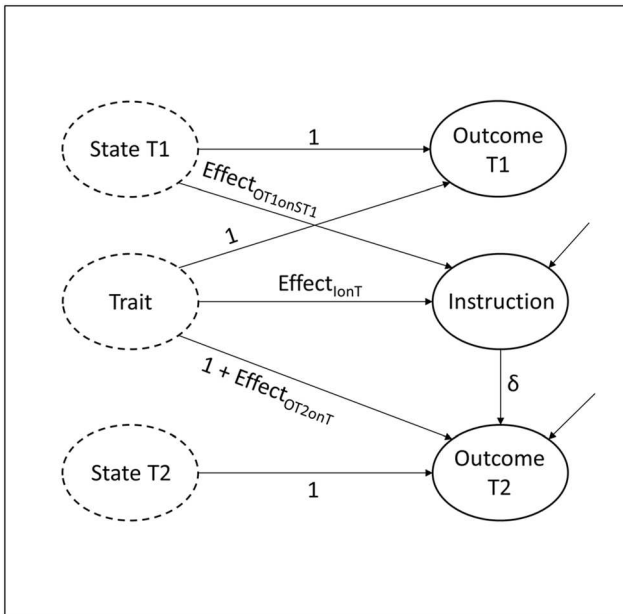 State T1
1
Outcome
T1
Effect_OT1onST1
1
Trait
Effect_IonT
Instruction
1 + Effect_OT2onT
δ
State T2
1
Outcome
T2